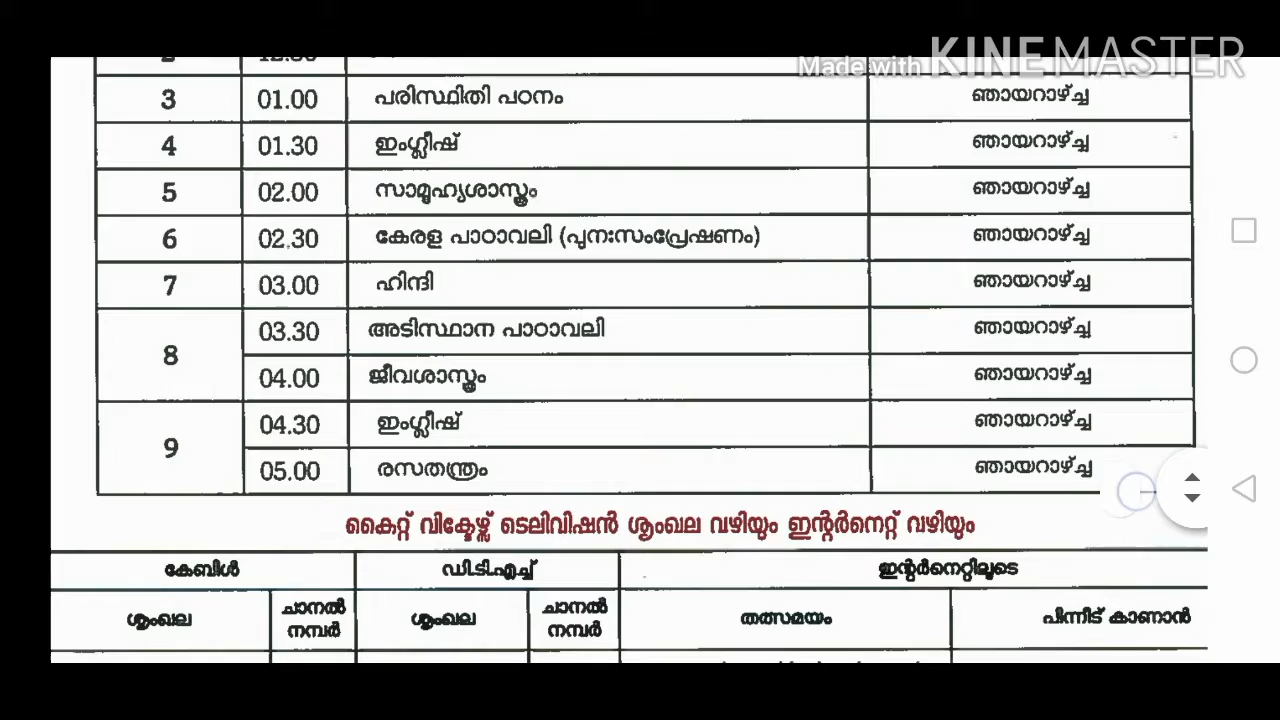 Made with KINEMASTER
3 01.00 പരിസ്ഥിതി പഠനം ഞായറാഴ്ച്ച
4 01.30 ഇംഗ്ലീഷ് ഞായറാഴ്ച്ച
5 02.00 സാമൂഹ്യശാസ്ത്രം ഞായറാഴ്ച്ച
6 02.30 കേരള പാഠാവലി (പുനഃസംപ്രേഷണം) ഞായറാഴ്ച്ച
7 03.00 ഹിന്ദി ഞായറാഴ്ച്ച
8 03.30 അടിസ്ഥാന പാഠാവലി ഞായറാഴ്ച്ച
04.00 ജീവശാസ്ത്രം ഞായറാഴ്ച്ച
9 04.30 ഇംഗ്ലീഷ് ഞായറാഴ്ച്ച
05.00 രസതന്ത്രം ഞായറാഴ്ച്ച
കൈറ്റ് വിക്ടേഴ്സ് ടെലിവിഷൻ ശൃംഖല വഴിയും ഇന്റർനെറ്റ് വഴിയും
കേബിൾ ഡി.ടി.എച്ച് ഇന്റർനെറ്റിലൂടെ
ശൃംഖല ചാനൽ നമ്പർ ശൃംഖല ചാനൽ നമ്പർ തത്സമയം പിന്നീട് കാണാൻ